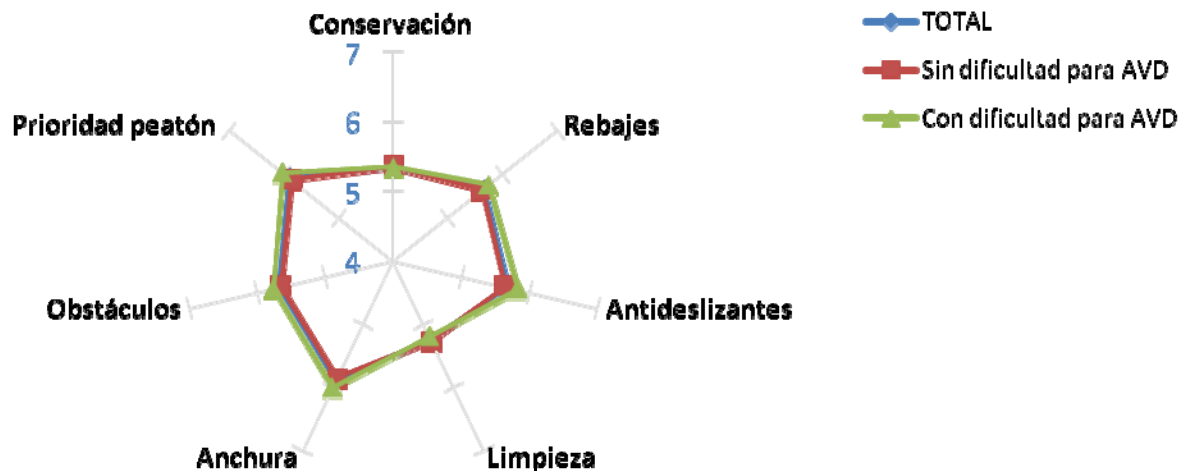 Conservación
7
6
5
4
Rebajes
Antideslizantes
Limpieza
Anchura
Obstáculos
Prioridad peatón
TOTAL
Sin dificultad para AVD
Con dificultad para AVD